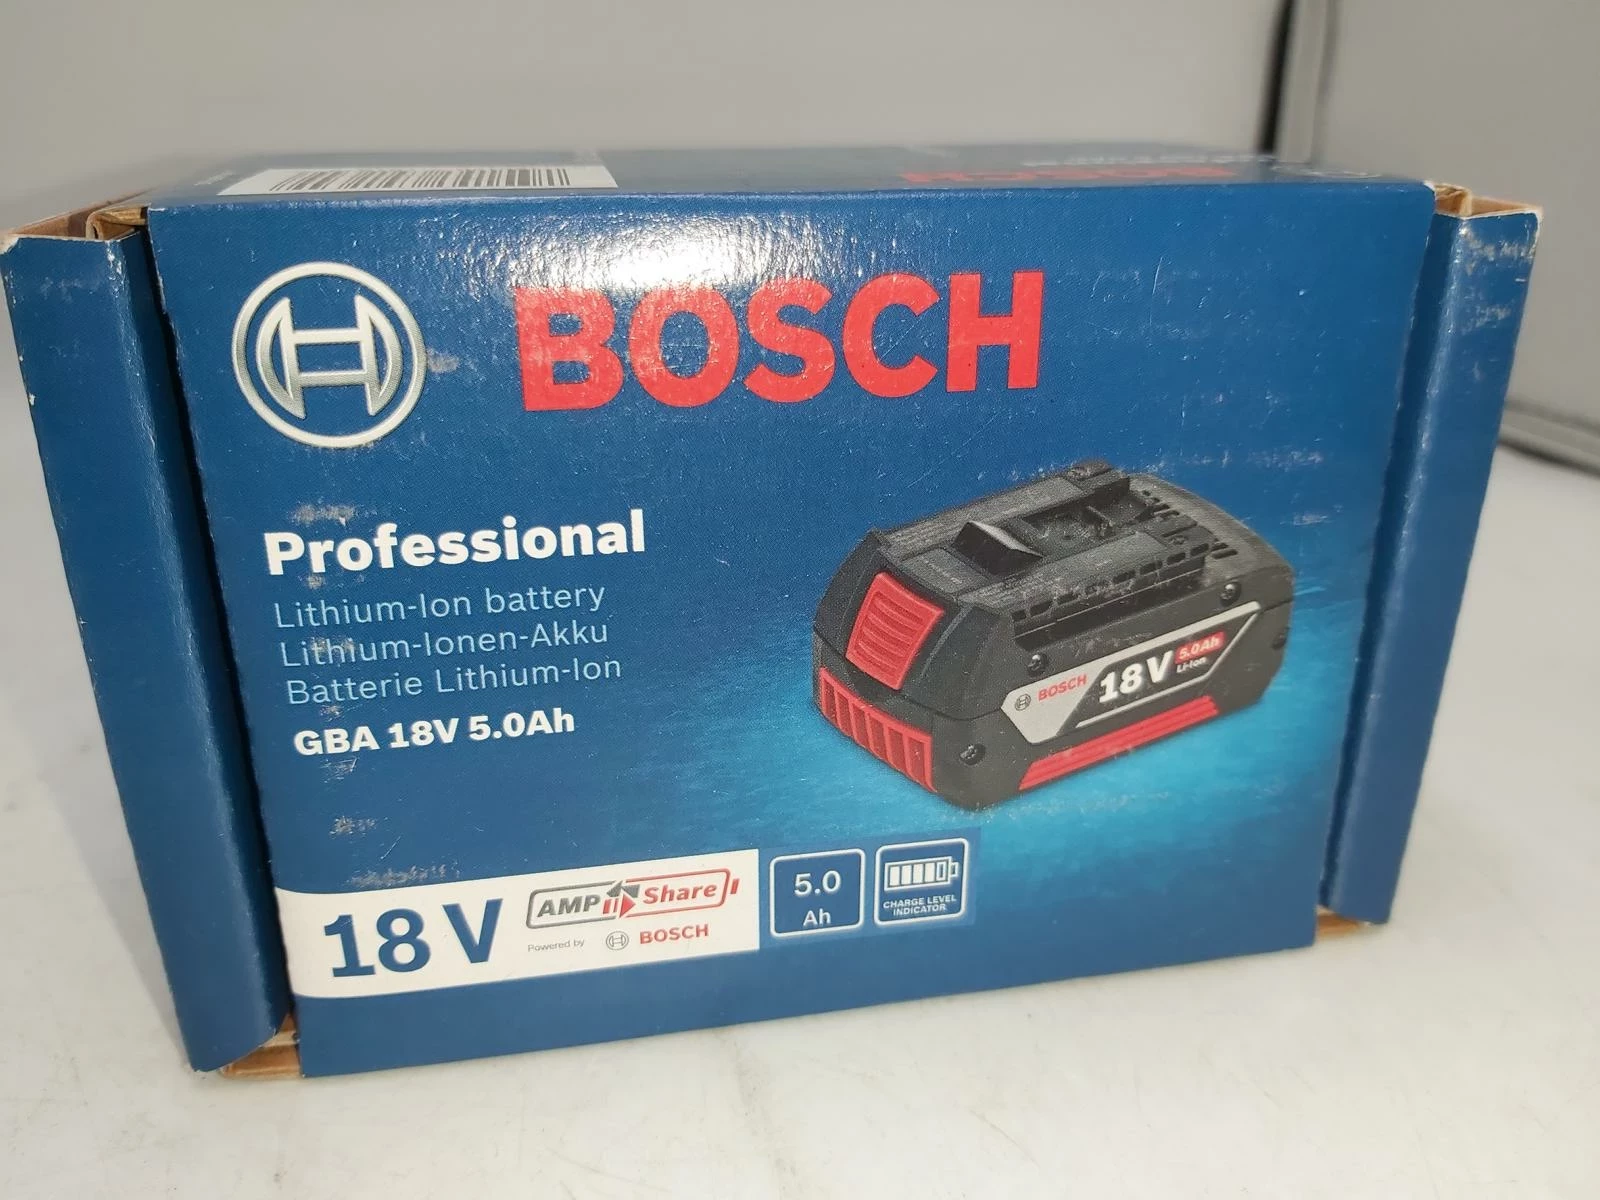 BOSCH
Professional
Lithium-Ion battery
Lithium-Ionen-Akku
Batterie Lithium-Ion
GBA 18V 5.0Ah
BOSCH 18V 5.0Ah
Li-Ion
18 V
AMP Share
Powered by BOSCH
5.0
Ah
CHARGE LEVEL
INDICATOR